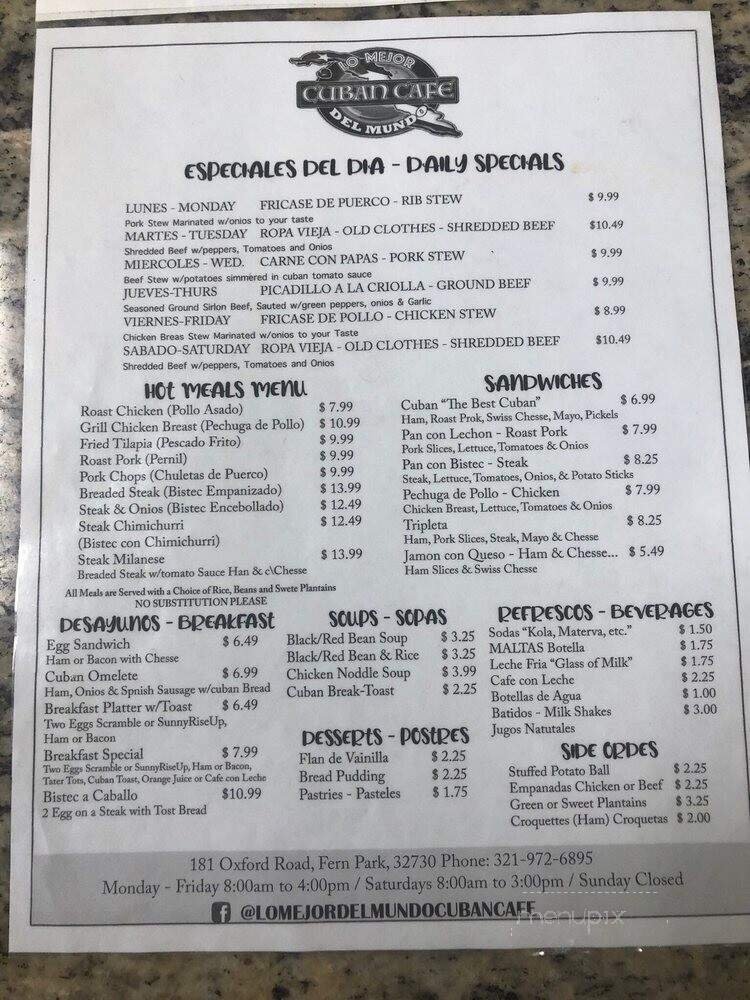 LO MEJOR
CUBAN CAFE
DEL MUNDO
ESPECIALES DEL DIA - DAILY SPECIALS
LUNES - MONDAY FRICASE DE PUERCO - RIB STEW $ 9.99
Pork Stew Marinated w/onios to your taste
MARTES - TUESDAY ROPA VIEJA - OLD CLOTHES - SHREDDED BEEF $10.49
Shredded Beef w/peppers, Tomatoes and Onios
MIERCOLES - WED. CARNE CON PAPAS - PORK STEW $ 9.99
Beef Stew w/potatoes simmered in cuban tomato sauce
JUEVES-THURS PICADILLO A LA CRIOLLA - GROUND BEEF $ 9.99
Seasoned Ground Sirlon Beef, Sauted w/green peppers, onios & Garlic
VIERNES-FRIDAY FRICASE DE POLLO - CHICKEN STEW $ 8.99
Chicken Breas Stew Marinated w/onios to your Taste
SABADO-SATURDAY ROPA VIEJA - OLD CLOTHES - SHREDDED BEEF $10.49
Shredded Beef w/peppers, Tomatoes and Onios
HOT MEALS MENU
Roast Chicken (Pollo Asado) $ 7.99
Grill Chicken Breast (Pechuga de Pollo) $ 10.99
Fried Tilapia (Pescado Frito) $ 9.99
Roast Pork (Pernil) $ 9.99
Pork Chops (Chuletas de Puerco) $ 9.99
Breaded Steak (Bistec Empanizado) $ 13.99
Steak & Onios (Bistec Encebollado) $ 12.49
Steak Chimichurri $ 12.49
(Bistec con Chimichurri)
Steak Milanese $ 13.99
Breaded Steak w/tomato Sauce Han & c\Chesse
All Meals are Served with a Choice of Rice, Beans and Swete Plantains
NO SUBSTITUTION PLEASE
SANDWICHES
Cuban "The Best Cuban" $ 6.99
Ham, Roast Prok, Swiss Chesse, Mayo, Pickels
Pan con Lechon - Roast Pork $ 7.99
Pork Slices, Lettuce, Tomatoes & Onios
Pan con Bistec - Steak $ 8.25
Steak, Lettuce, Tomatoes, Onios, & Potato Sticks
Pechuga de Pollo - Chicken $ 7.99
Chicken Breast, Lettuce, Tomatoes & Onios
Tripleta $ 8.25
Ham, Pork Slices, Steak, Mayo & Chesse
Jamon con Queso - Ham & Chesse... $ 5.49
Ham Slices & Swiss Chesse
DESAYUNOS - BREAKFAST
Egg Sandwich $ 6.49
Ham or Bacon with Chesse
Cuban Omelete $ 6.99
Ham, Onios & Spnish Sausage w/cuban Bread
Breakfast Platter w/Toast $ 6.49
Two Eggs Scramble or SunnyRiseUp,
Ham or Bacon
Breakfast Special $ 7.99
Two Eggs Scramble or SunnyRiseUp, Ham or Bacon,
Tater Tots, Cuban Toast, Orange Juice or Cafe con Leche
Bistec a Caballo $10.99
2 Egg on a Steak with Tost Bread
SOUPS - SOPAS
Black/Red Bean Soup $ 3.25
Black/Red Bean & Rice $ 3.25
Chicken Noddle Soup $ 3.99
Cuban Break-Toast $ 2.25
DESSERTS - POSTRES
Flan de Vainilla $ 2.25
Bread Pudding $ 2.25
Pastries - Pasteles $ 1.75
REFRESCOS - BEVERAGES
Sodas "Kola, Materva, etc." $ 1.50
MALTAS Botella $ 1.75
Leche Fria "Glass of Milk" $ 1.75
Cafe con Leche $ 2.25
Botellas de Agua $ 1.00
Batidos - Milk Shakes $ 3.00
Jugos Natutales
SIDE ORDES
Stuffed Potato Ball $ 2.25
Empanadas Chicken or Beef $ 2.25
Green or Sweet Plantains $ 3.25
Croquettes (Ham) Croquetas $ 2.00
181 Oxford Road, Fern Park, 32730 Phone: 321-972-6895
Monday - Friday 8:00am to 4:00pm / Saturdays 8:00am to 3:00pm / Sunday Closed
f @LOMEJORDELMUNDOCUBANCAFE
menupix